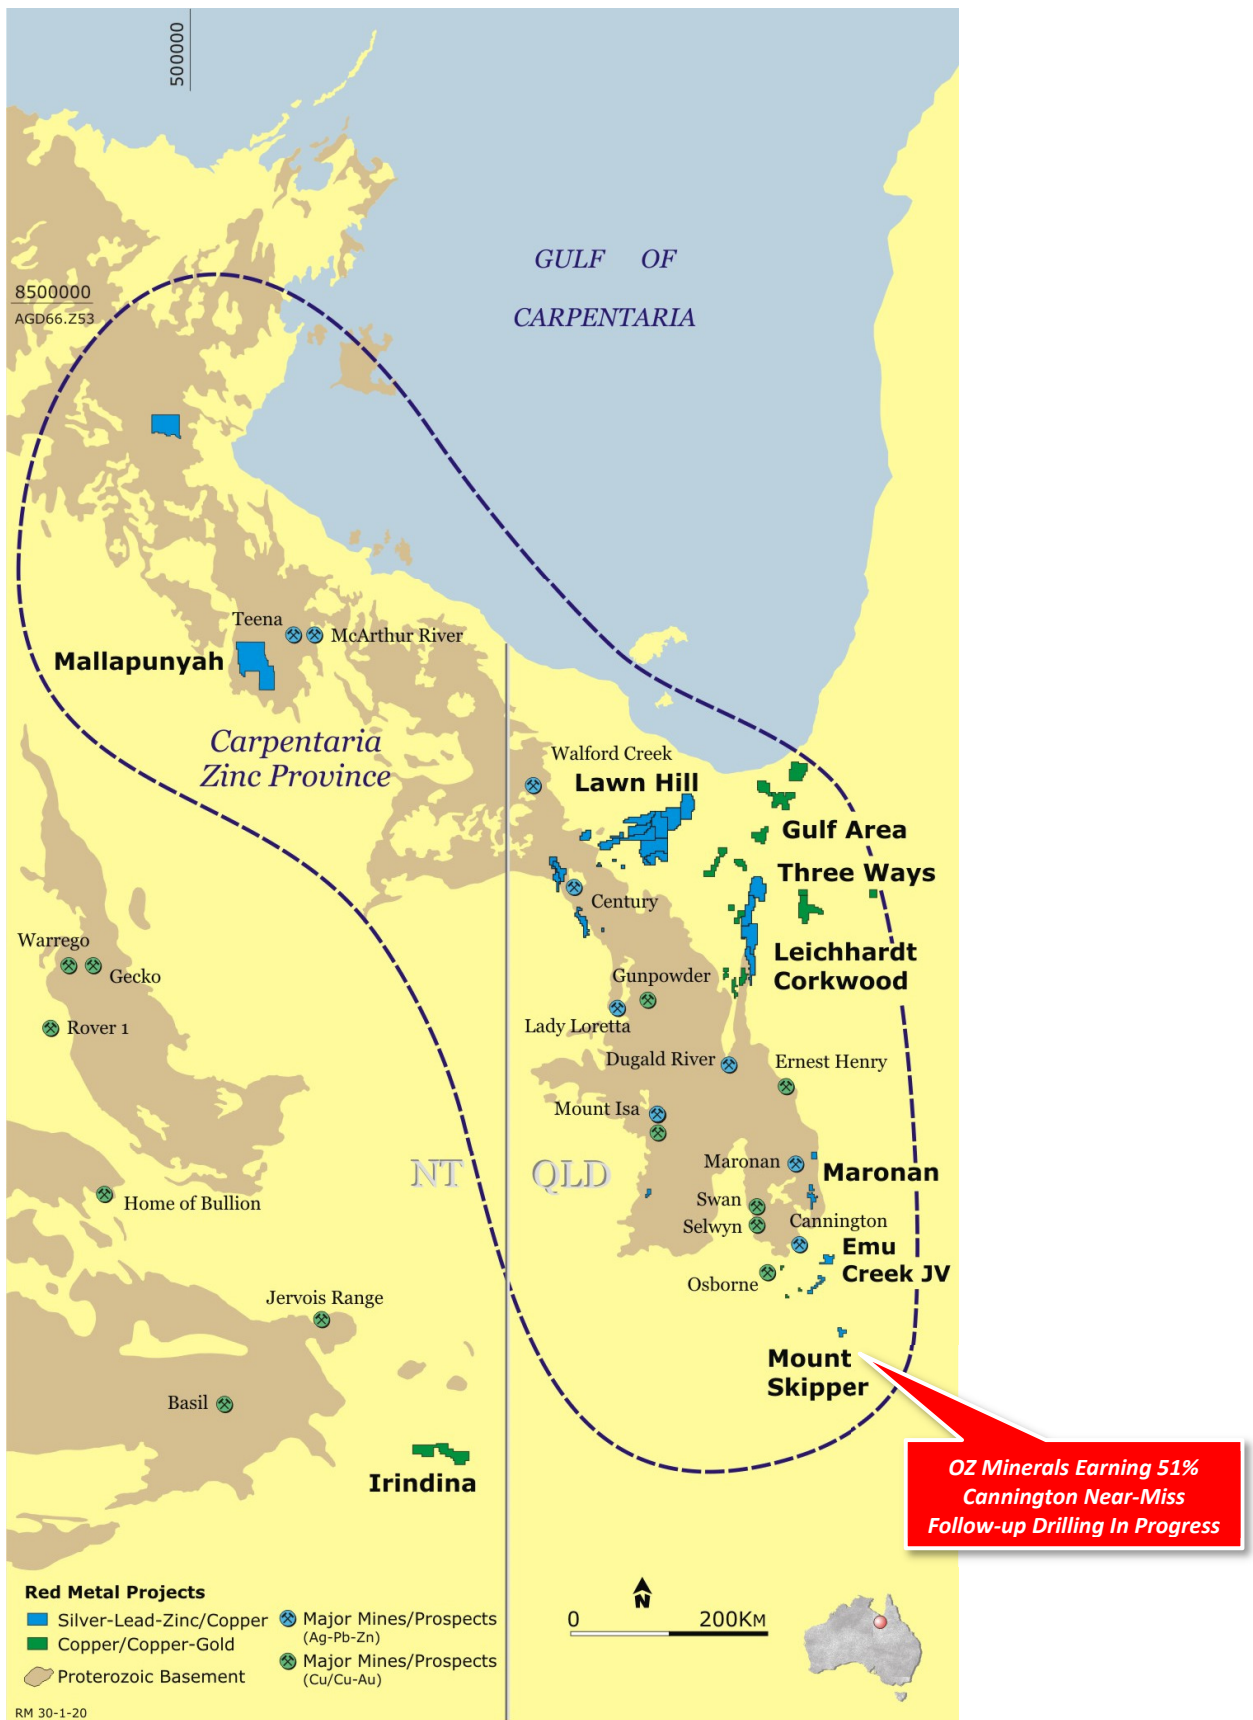 500000
GULF OF
CARPENTARIA
8500000
AGD66.Z53
Teena
McArthur River
Mallapunyah
Carpentaria
Zinc Province
Walford Creek
Lawn Hill
Gulf Area
Three Ways
Century
Leichhardt
Corkwood
Warrego
Gecko
Gunpowder
Rover 1
Lady Loretta
Dugald River
Ernest Henry
Mount Isa
NT
QLD
Maronan
Maronan
Swan
Selwyn
Cannington
Home of Bullion
Emu
Creek JV
Osborne
Jervois Range
Mount
Skipper
Basil
Irindina
OZ Minerals Earning 51%
Cannington Near-Miss
Follow-up Drilling In Progress
Red Metal Projects
Silver-Lead-Zinc/Copper
Copper/Copper-Gold
Proterozoic Basement
Major Mines/Prospects
(Ag-Pb-Zn)
Major Mines/Prospects
(Cu/Cu-Au)
N
0 200KM
RM 30-1-20